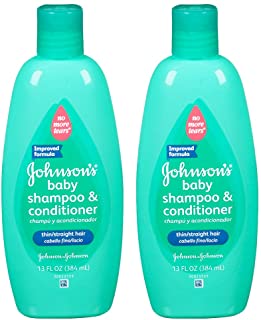 no more
tears®
Improved
formula
Johnson's®
baby
shampoo &
conditioner
champú y acondicionador
thin/straight hair
cabello fino/lacio
Johnson & Johnson
13 FL OZ (384 mL)
no more
tears®
Improved
formula
Johnson's®
baby
shampoo &
conditioner
champú y acondicionador
thin/straight hair
cabello fino/lacio
Johnson & Johnson
13 FL OZ (384 mL)